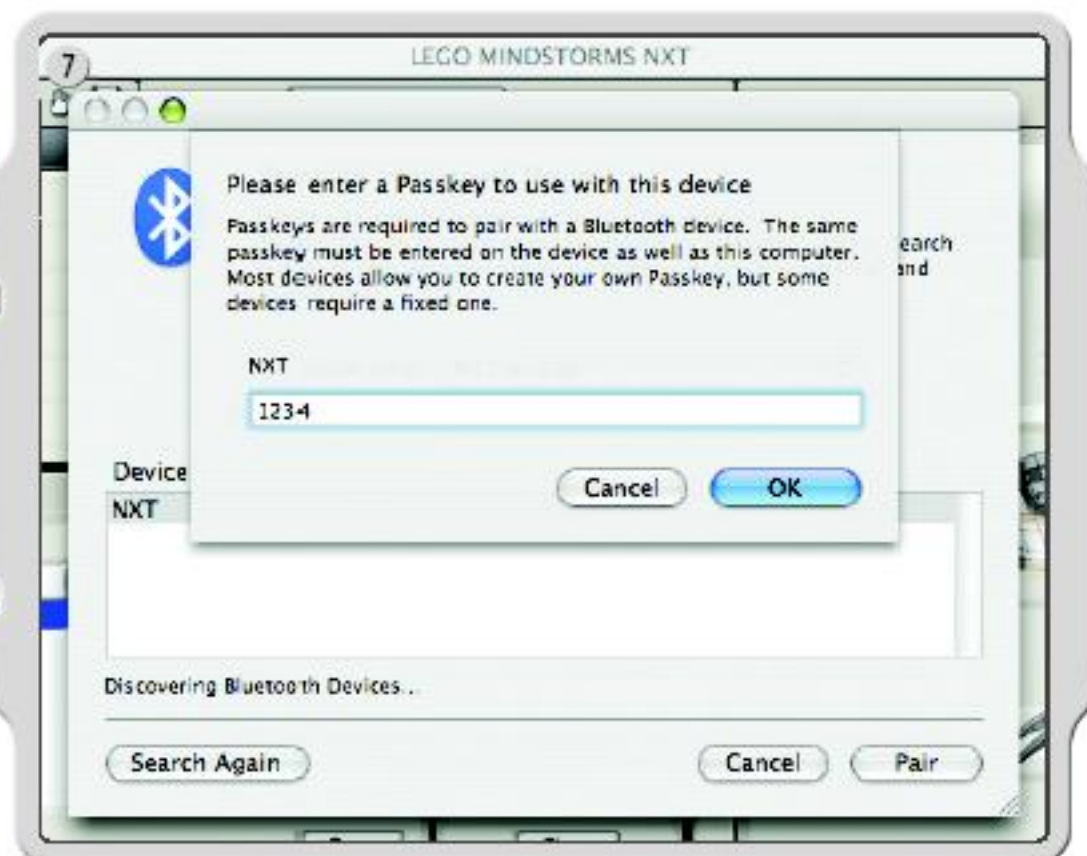 7
LEGO MINDSTORMS NXT
Please enter a Passkey to use with this device
Passkeys are required to pair with a Bluetooth device. The same
passkey must be entered on the device as well as this computer.
Most devices allow you to create your own Passkey, but some
devices require a fixed one.
earch
and
NXT
1234
Cancel
OK
Device
NXT
Discovering Bluetooth Devices...
Search Again
Cancel
Pair